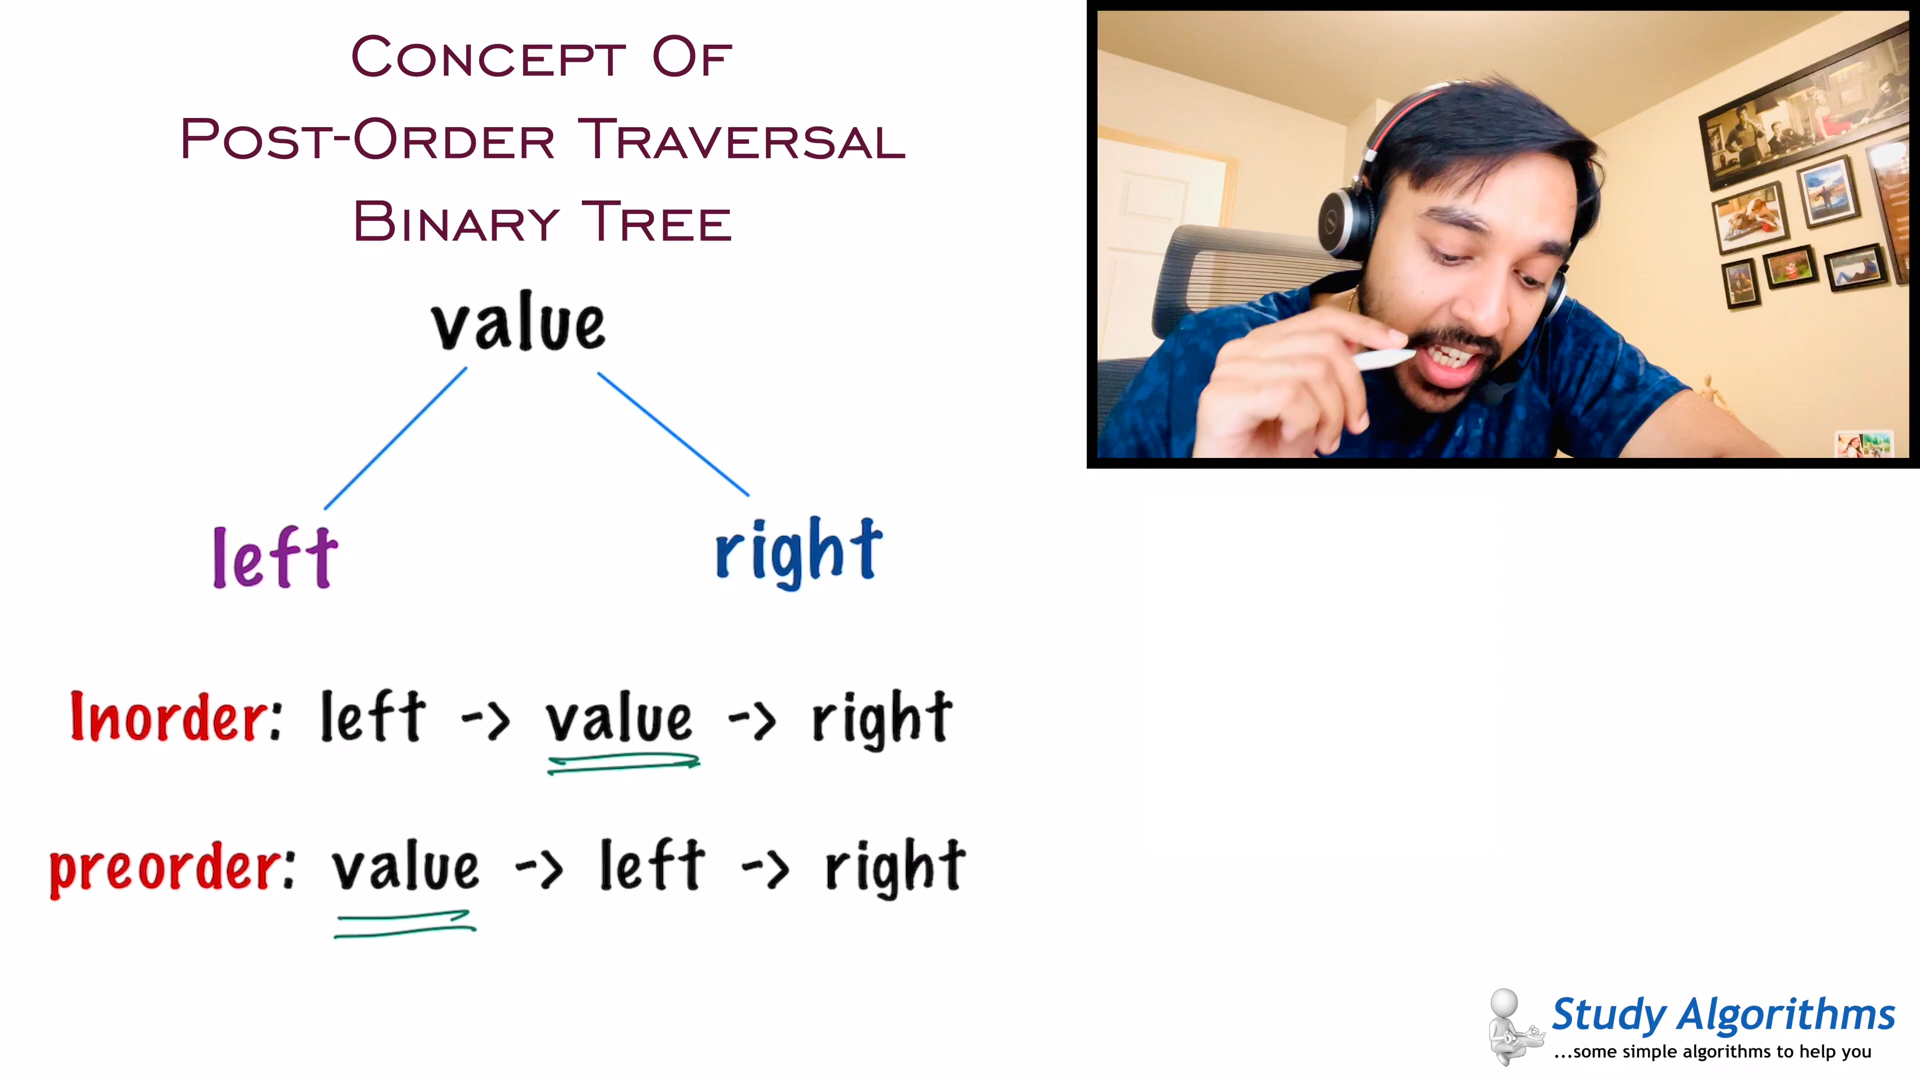 Concept Of
Post-Order Traversal
Binary Tree
value
left right
Inorder: left -> value -> right
preorder: value -> left -> right
Study Algorithms
...some simple algorithms to help you